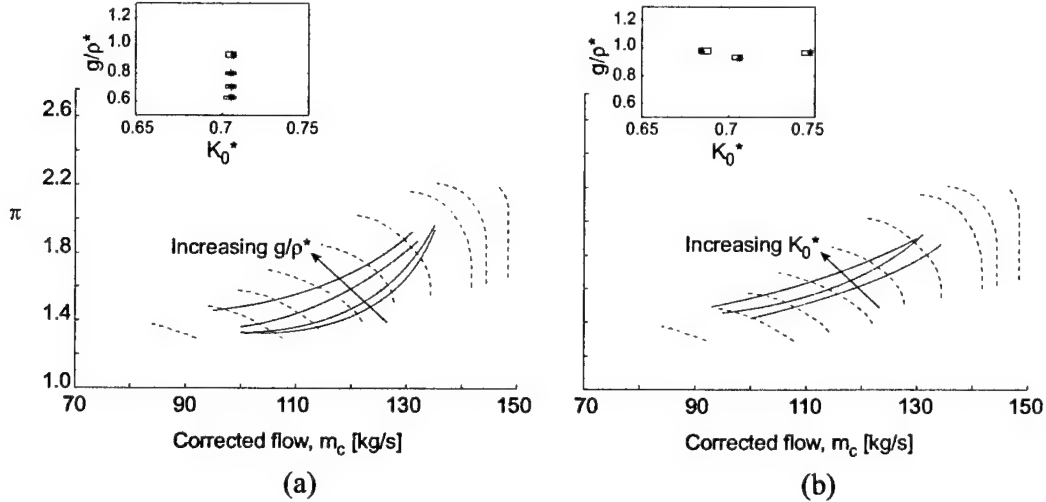 g/ρ*
1.2
1.0
0.8
0.6
0.65
0.7
0.75
K₀*
π
2.6
2.2
1.8
1.4
1.0
Increasing g/ρ*
70
90
110
130
150
Corrected flow, m_c [kg/s]
(a)
g/ρ*
1.2
1.0
0.8
0.6
0.65
0.7
0.75
K₀*
Increasing K₀*
70
90
110
130
150
Corrected flow, m_c [kg/s]
(b)